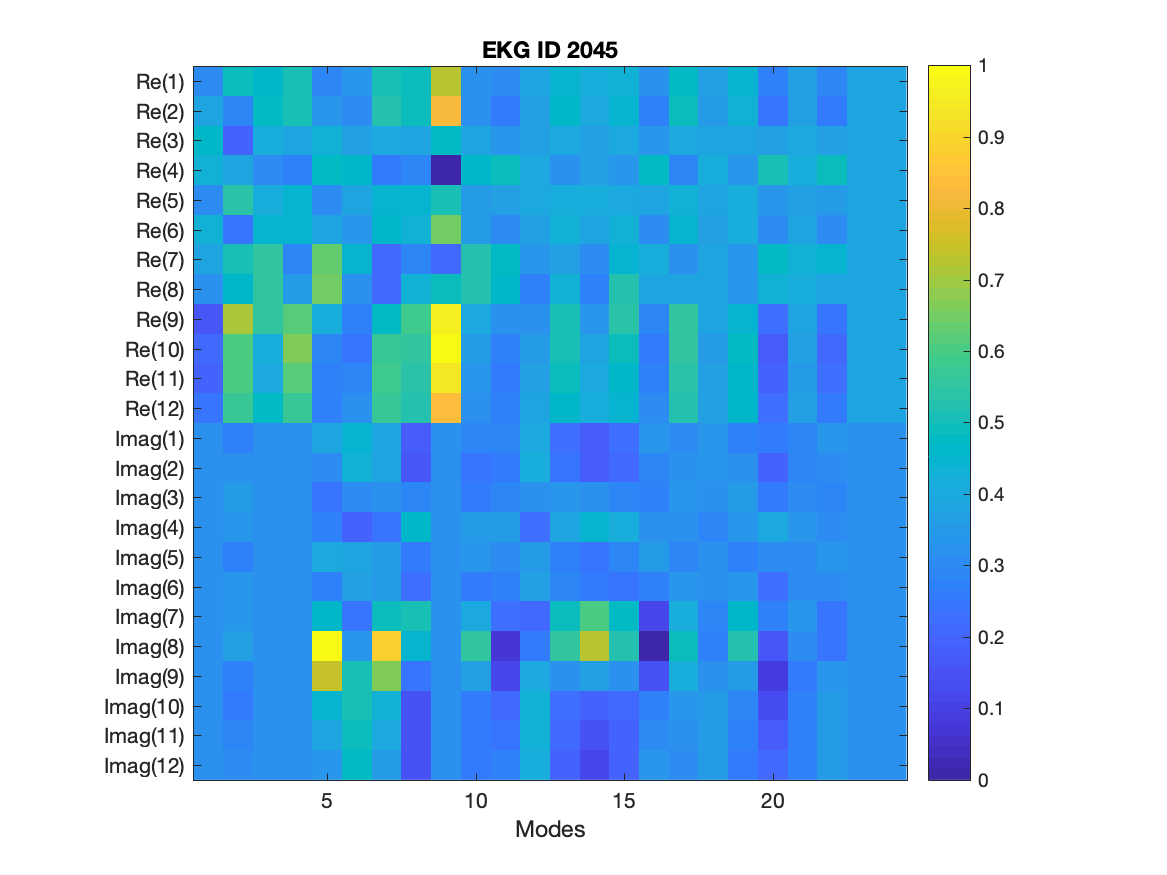 EKG ID 2045
Re(1)
Re(2)
Re(3)
Re(4)
Re(5)
Re(6)
Re(7)
Re(8)
Re(9)
Re(10)
Re(11)
Re(12)
Imag(1)
Imag(2)
Imag(3)
Imag(4)
Imag(5)
Imag(6)
Imag(7)
Imag(8)
Imag(9)
Imag(10)
Imag(11)
Imag(12)
5 10 15 20
Modes
1
0.9
0.8
0.7
0.6
0.5
0.4
0.3
0.2
0.1
0